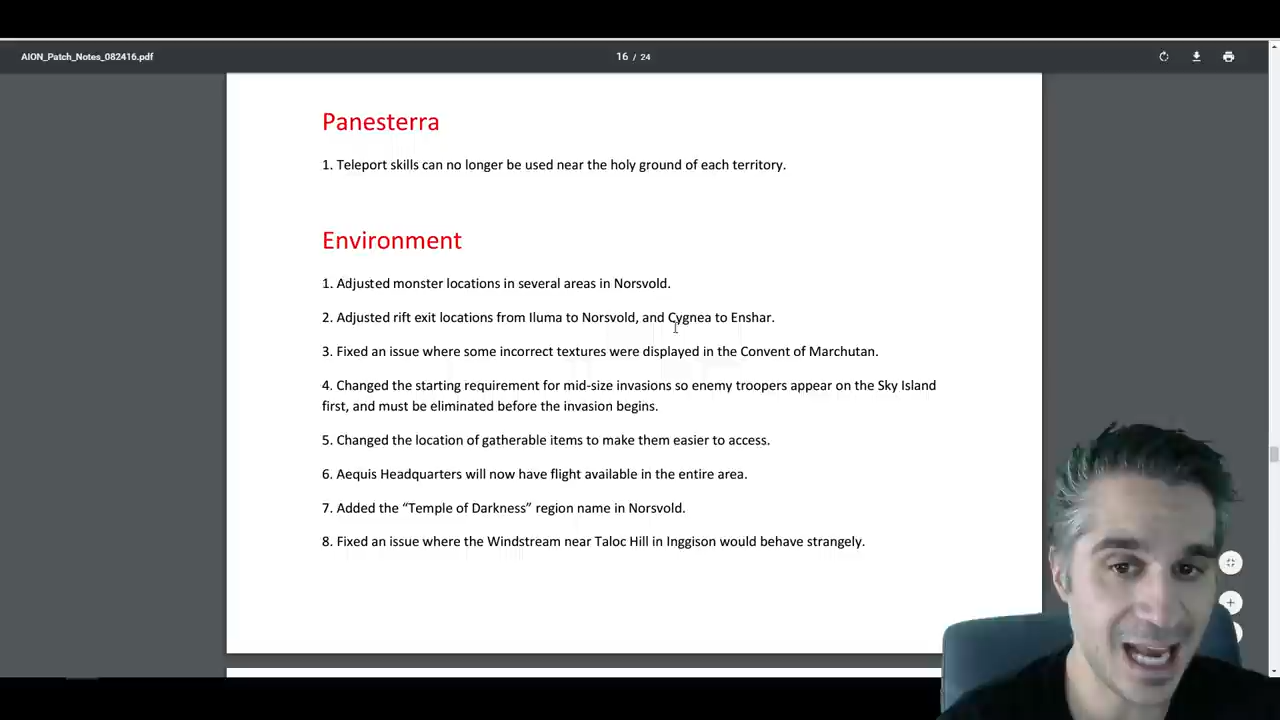 AION_Patch_Notes_082416.pdf
16 / 24
Panesterra
1. Teleport skills can no longer be used near the holy ground of each territory.
Environment
1. Adjusted monster locations in several areas in Norsvold.
2. Adjusted rift exit locations from Iluma to Norsvold, and Cygnea to Enshar.
3. Fixed an issue where some incorrect textures were displayed in the Convent of Marchutan.
4. Changed the starting requirement for mid-size invasions so enemy troopers appear on the Sky Island
first, and must be eliminated before the invasion begins.
5. Changed the location of gatherable items to make them easier to access.
6. Aequis Headquarters will now have flight available in the entire area.
7. Added the “Temple of Darkness” region name in Norsvold.
8. Fixed an issue where the Windstream near Taloc Hill in Inggison would behave strangely.